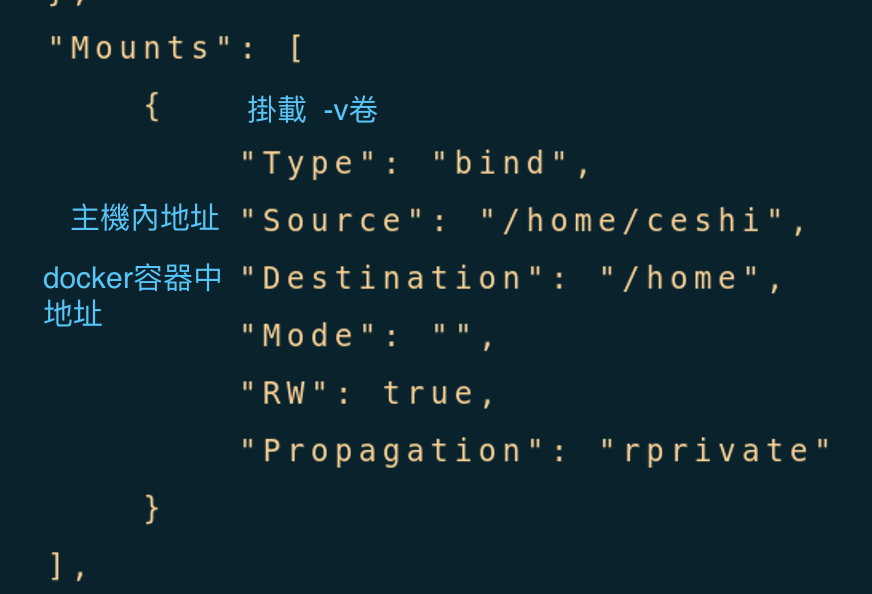 },
"Mounts": [
{
掛載 -v卷
"Type": "bind",
主機內地址 "Source": "/home/ceshi",
docker容器中 "Destination": "/home",
地址
"Mode": "",
"RW": true,
"Propagation": "rprivate"
}
],